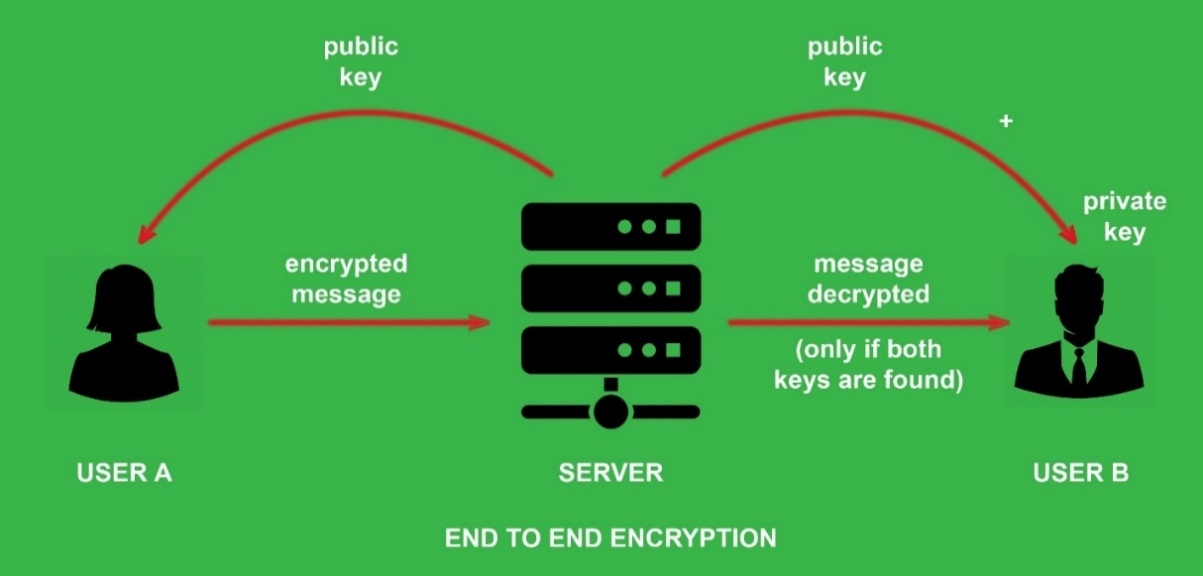 public
key
public
key
+
private
key
encrypted
message
message
decrypted
(only if both
keys are found)
USER A
SERVER
USER B
END TO END ENCRYPTION